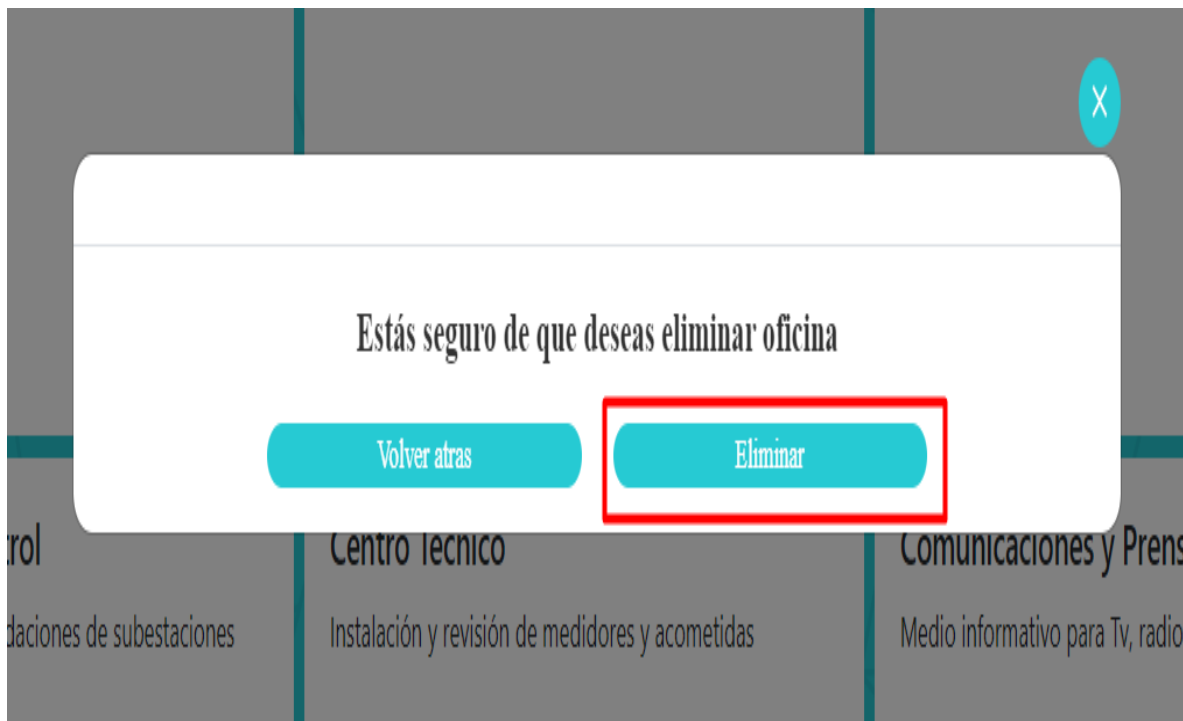 X
Estás seguro de que deseas eliminar oficina
Volver atras
Eliminar
trol
Centro Técnico
Comunicaciones y Prens
daciones de subestaciones
Instalación y revisión de medidores y acometidas
Medio informativo para Tv, radio